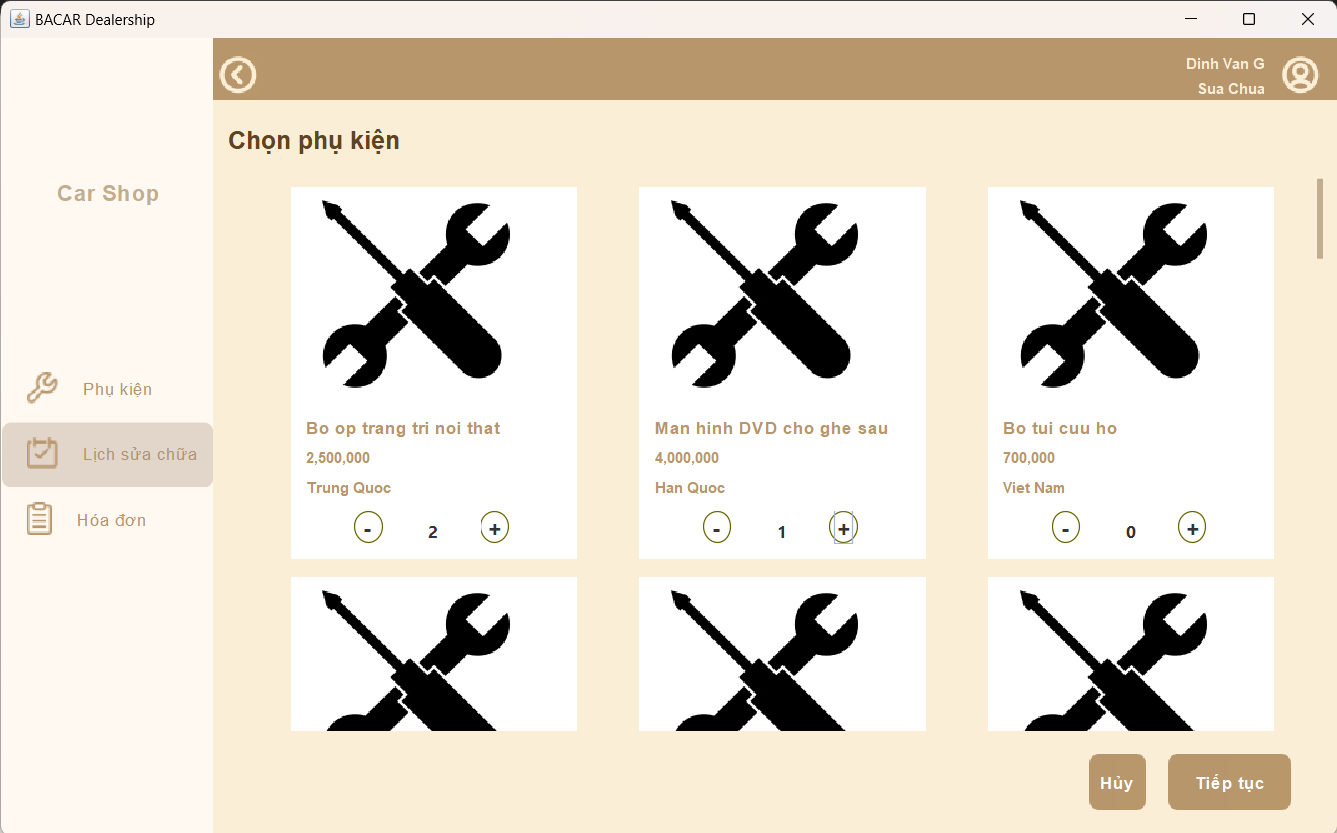 BACAR Dealership
Dinh Van G
Sua Chua
Car Shop
Phụ kiện
Lịch sửa chữa
Hóa đơn
Chọn phụ kiện
Bo op trang tri noi that
2,500,000
Trung Quoc
- 2 +
Man hinh DVD cho ghe sau
4,000,000
Han Quoc
- 1 +
Bo tui cuu ho
700,000
Viet Nam
- 0 +
Hủy
Tiếp tục